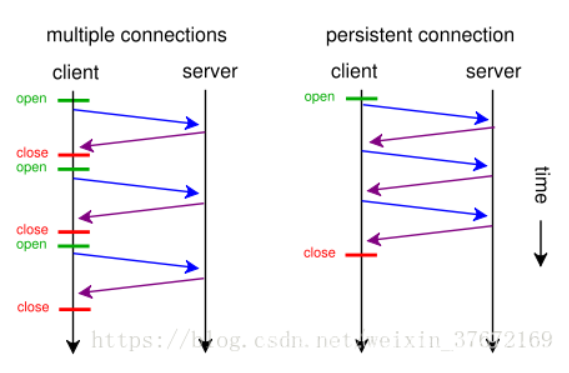 multiple connections
persistent connection
client
server
client
server
open
open
close
open
close
open
close
close
time
https://blog.csdn.net/weixin_37672169